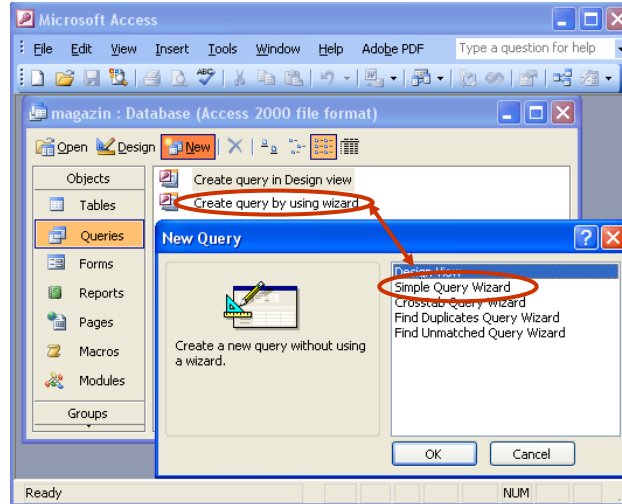 Microsoft Access
File Edit View Insert Tools Window Help Adobe PDF Type a question for help
ABC
magazin : Database (Access 2000 file format)
Open Design New
Objects
Create query in Design view
Tables
Create query by using wizard
Queries
Forms
Reports
Pages
Macros
Modules
Groups
New Query
Create a new query without using
a wizard.
Design View
Simple Query Wizard
Crosstab Query Wizard
Find Duplicates Query Wizard
Find Unmatched Query Wizard
OK Cancel
Ready NUM